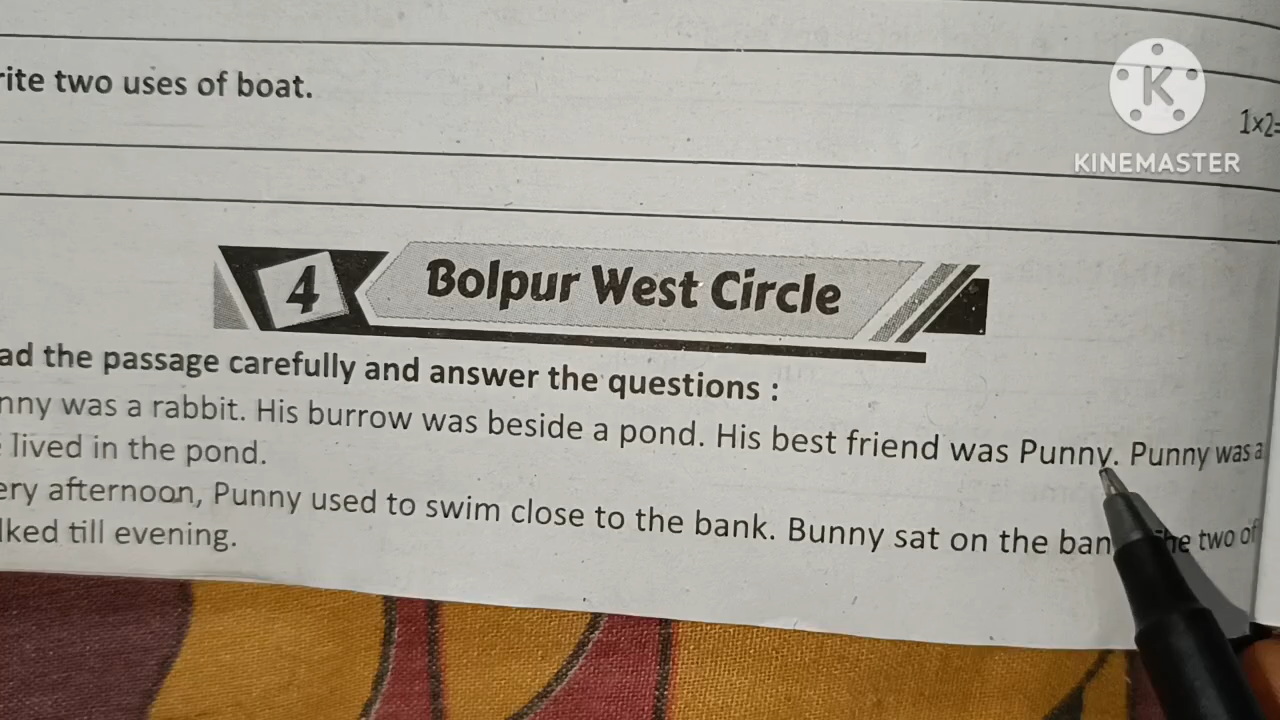 rite two uses of boat.
1x2=
KINEMASTER
4 Bolpur West Circle
ad the passage carefully and answer the questions :
nny was a rabbit. His burrow was beside a pond. His best friend was Punny. Punny was a
lived in the pond.
ery afternoon, Punny used to swim close to the bank. Bunny sat on the ban he two of
lked till evening.